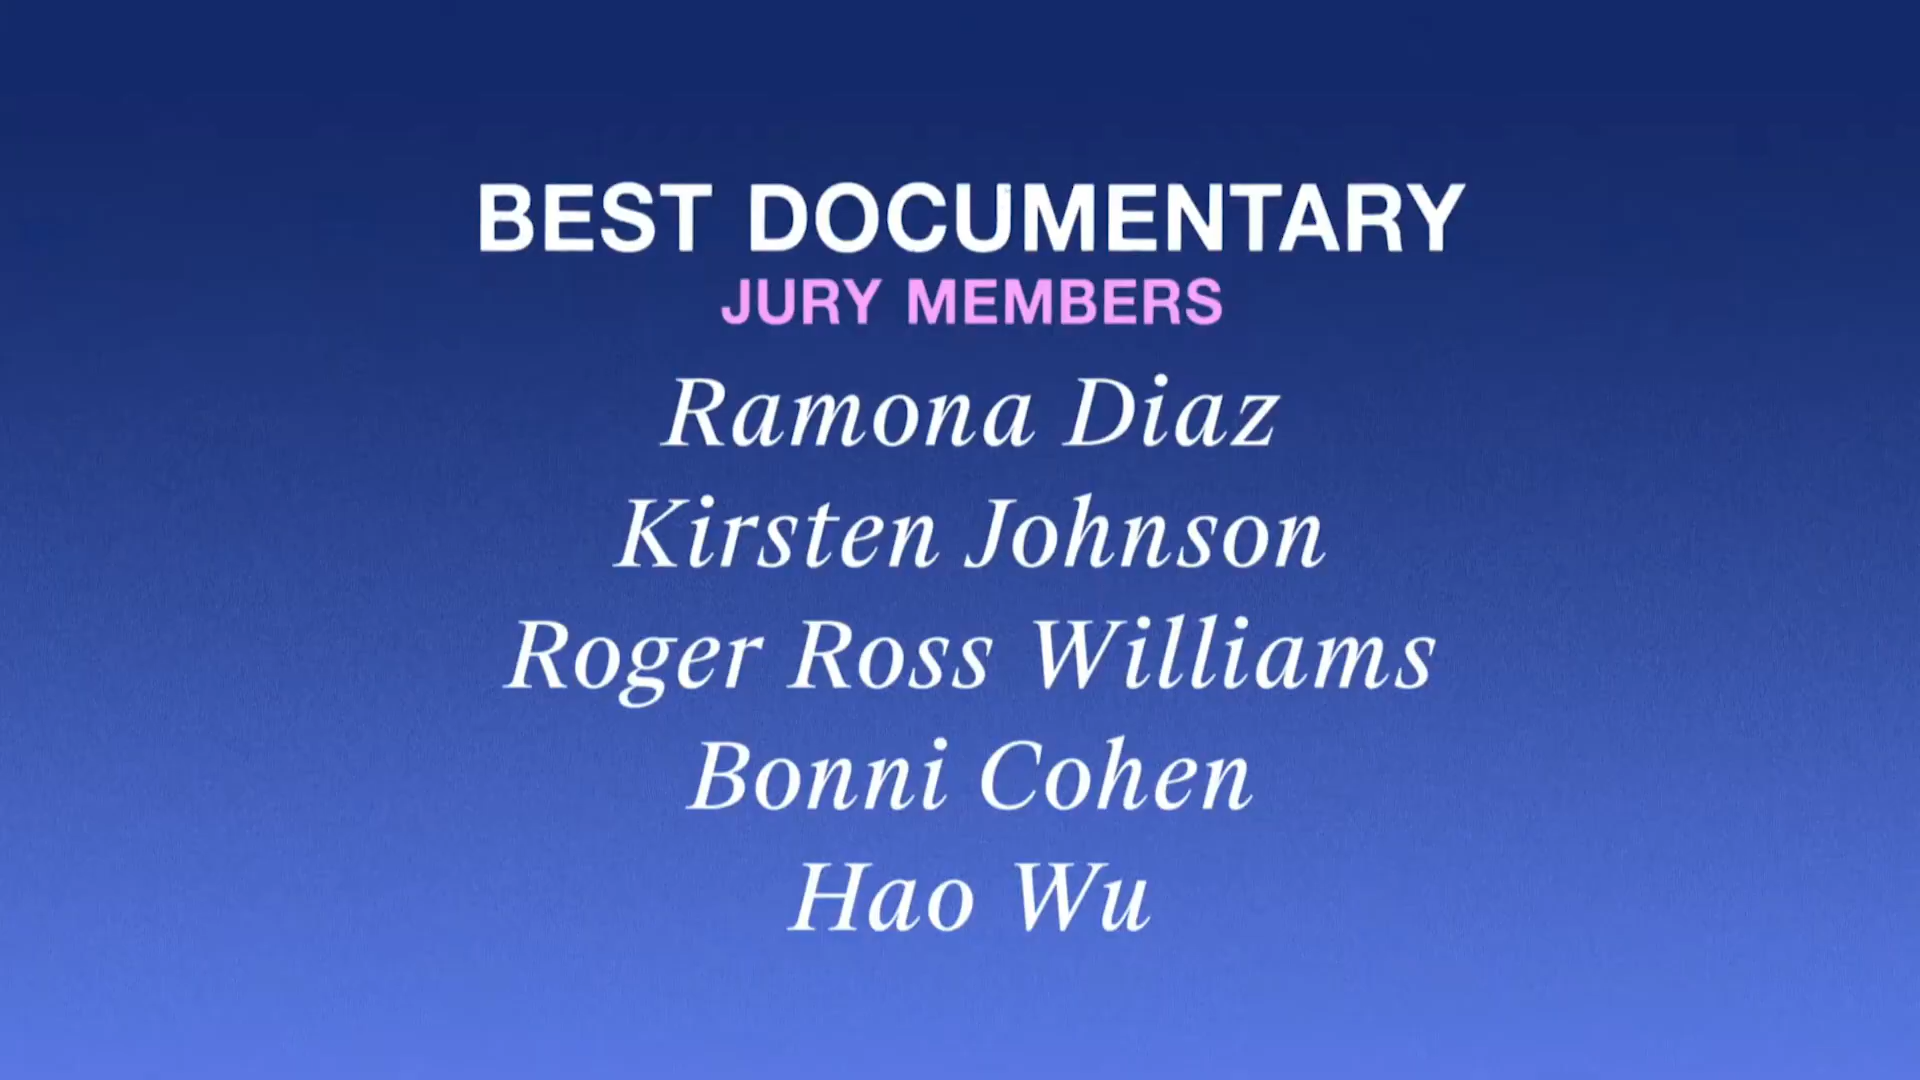 BEST DOCUMENTARY
JURY MEMBERS
Ramona Diaz
Kirsten Johnson
Roger Ross Williams
Bonni Cohen
Hao Wu